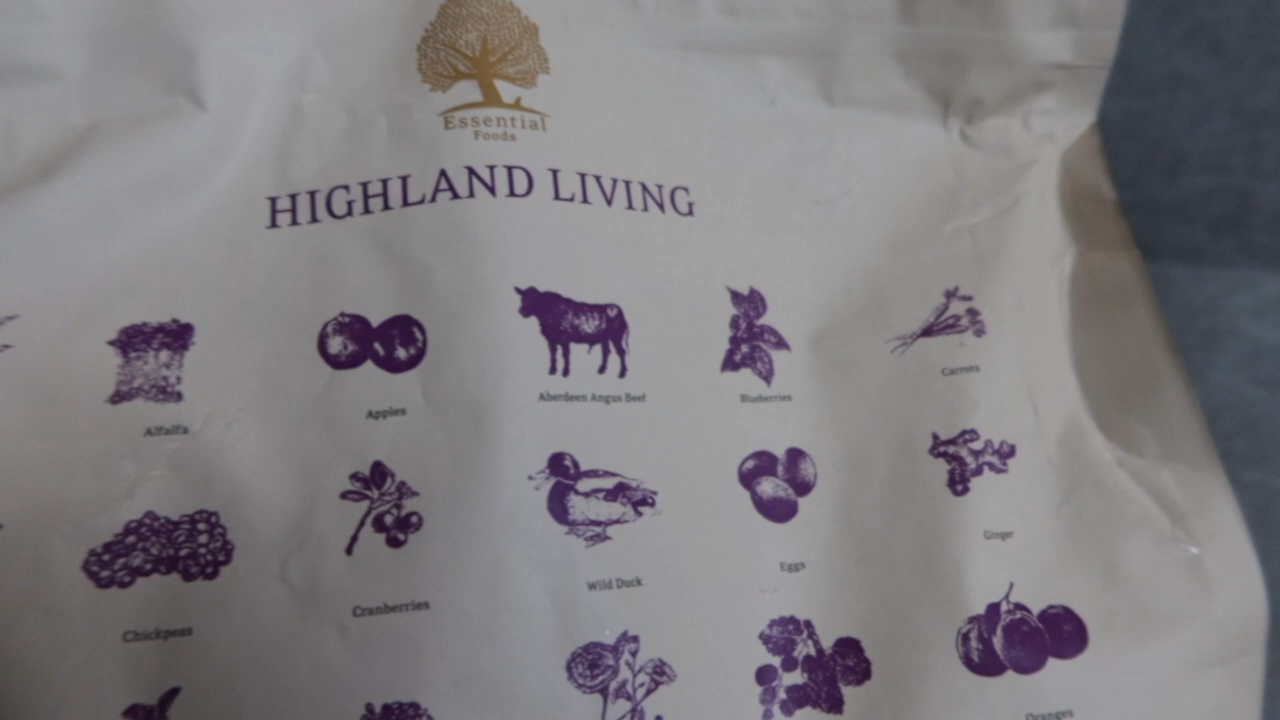 Essential
Foods
HIGHLAND LIVING
Alfalfa
Apples
Aberdeen Angus Beef
Blueberries
Carrots
Chickpeas
Cranberries
Wild Duck
Eggs
Ginger
Oranges